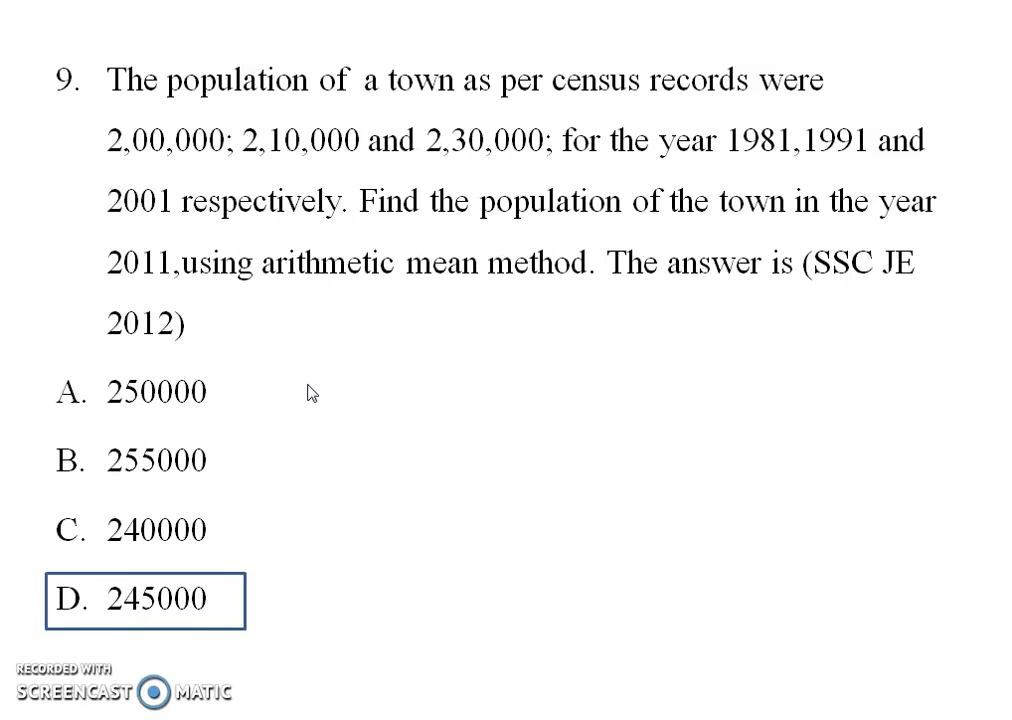 9. The population of a town as per census records were
2,00,000; 2,10,000 and 2,30,000; for the year 1981,1991 and
2001 respectively. Find the population of the town in the year
2011,using arithmetic mean method. The answer is (SSC JE
2012)
A. 250000
B. 255000
C. 240000
D. 245000
RECORDED WITH
SCREENCAST MATIC